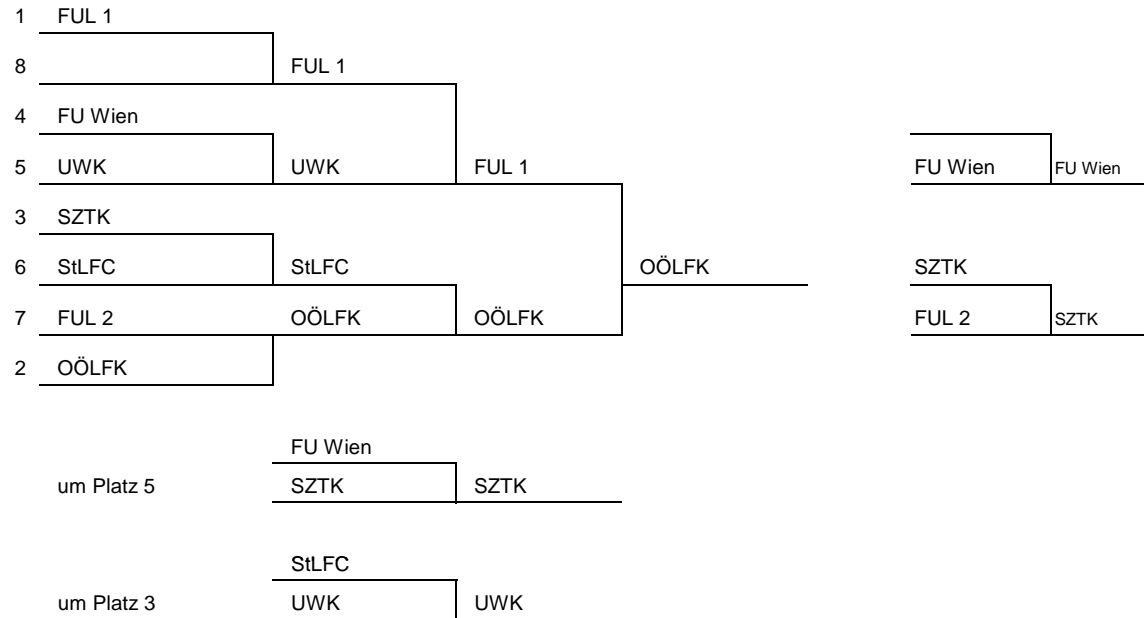 1 FUL 1
8 FUL 1
4 FU Wien
5 UWK UWK FUL 1 FU Wien FU Wien
3 SZTK
6 StLFC StLFC OÖLFK SZTK
7 FUL 2 OÖLFK OÖLFK FUL 2 SZTK
2 OÖLFK
FU Wien
um Platz 5 SZTK SZTK
StLFC
um Platz 3 UWK UWK